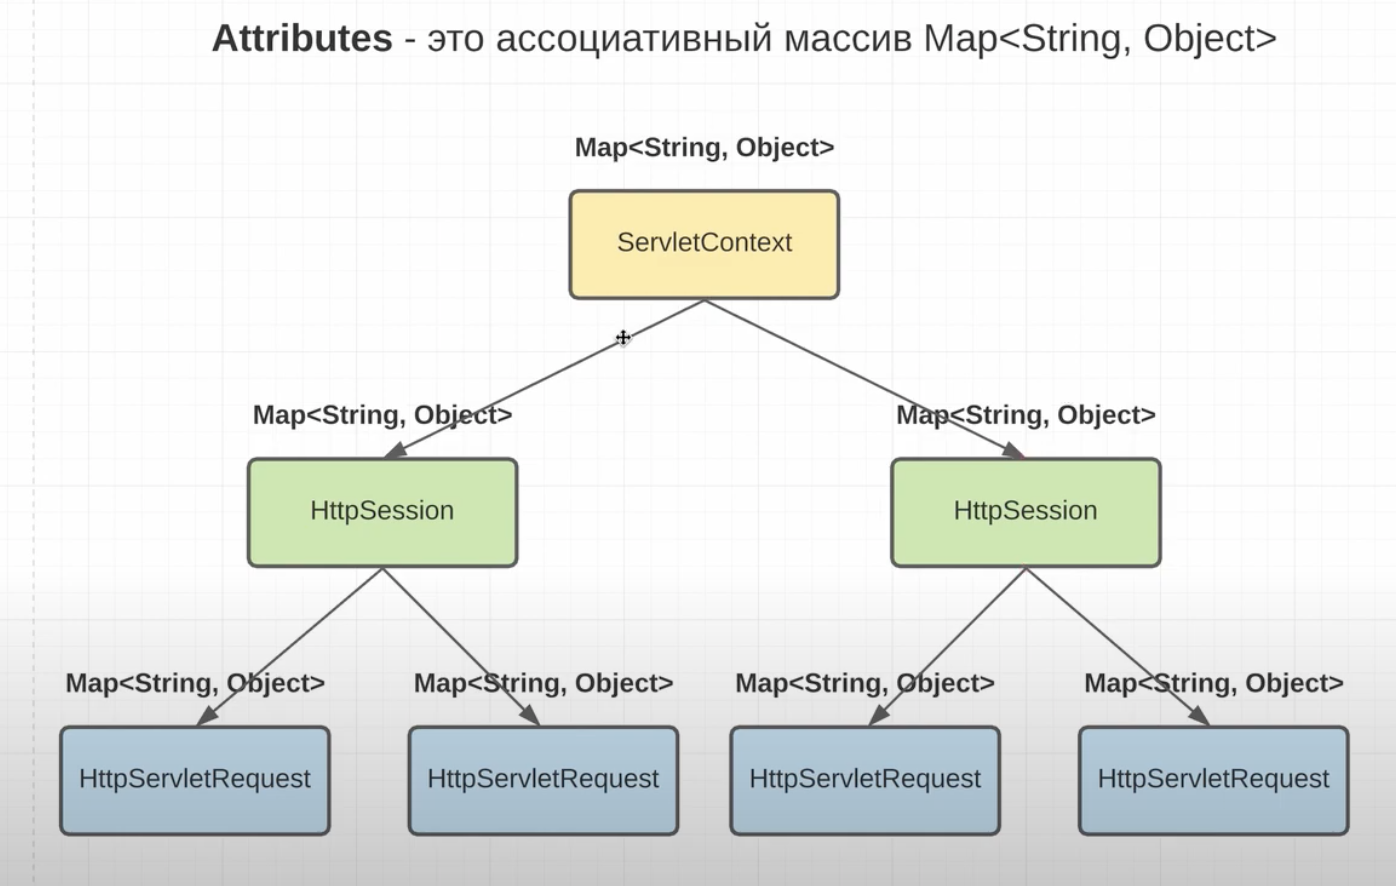 Attributes - это ассоциативный массив Map<String, Object>
Map<String, Object>
ServletContext
Map<String, Object>
Map<String, Object>
HttpSession
HttpSession
Map<String, Object>
Map<String, Object>
Map<String, Object>
Map<String, Object>
HttpServletRequest
HttpServletRequest
HttpServletRequest
HttpServletRequest